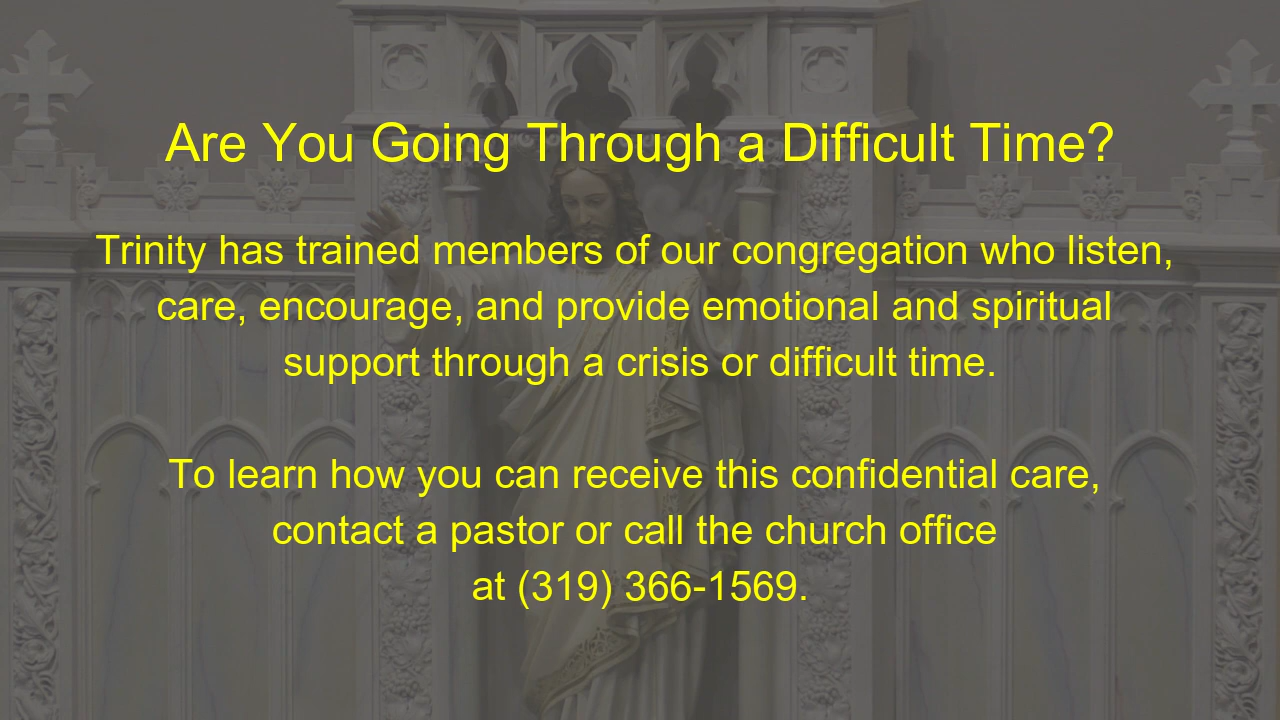 Are You Going Through a Difficult Time?
Trinity has trained members of our congregation who listen,
care, encourage, and provide emotional and spiritual
support through a crisis or difficult time.
To learn how you can receive this confidential care,
contact a pastor or call the church office
at (319) 366-1569.